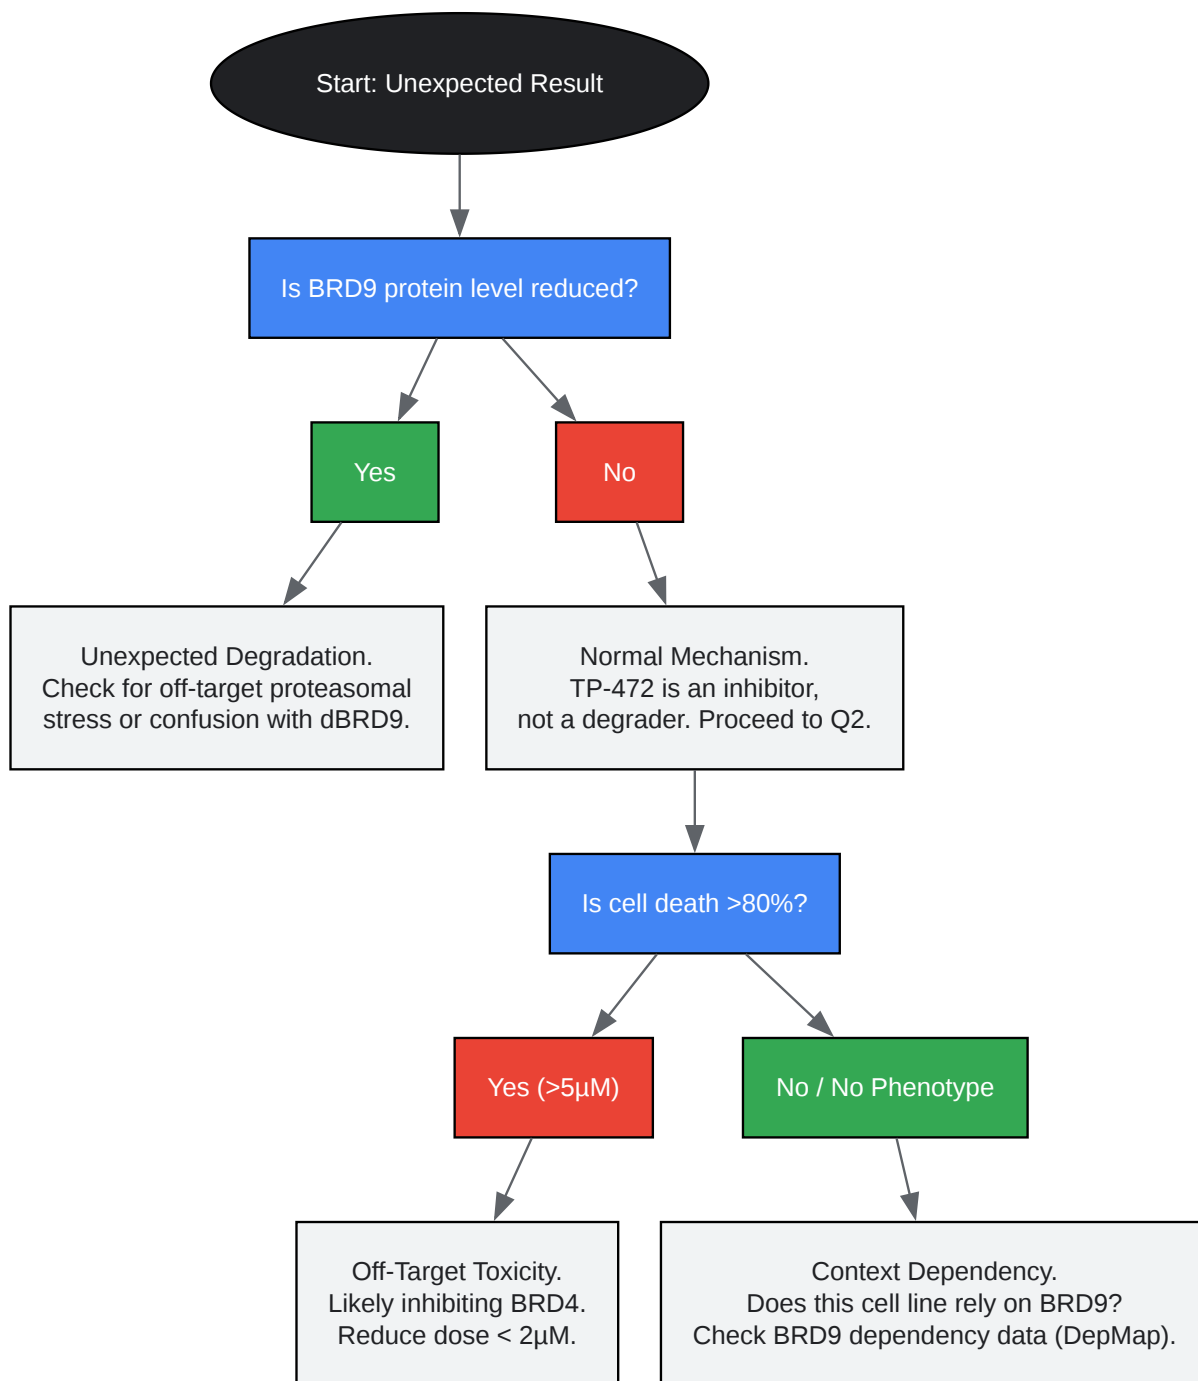 Start: Unexpected Result
Is BRD9 protein level reduced?
Yes
No
Unexpected Degradation.
Check for off-target proteasomal
stress or confusion with dBRD9.
Normal Mechanism.
TP-472 is an inhibitor,
not a degrader. Proceed to Q2.
Is cell death >80%?
Yes (>5µM)
No / No Phenotype
Off-Target Toxicity.
Likely inhibiting BRD4.
Reduce dose < 2µM.
Context Dependency.
Does this cell line rely on BRD9?
Check BRD9 dependency data (DepMap).